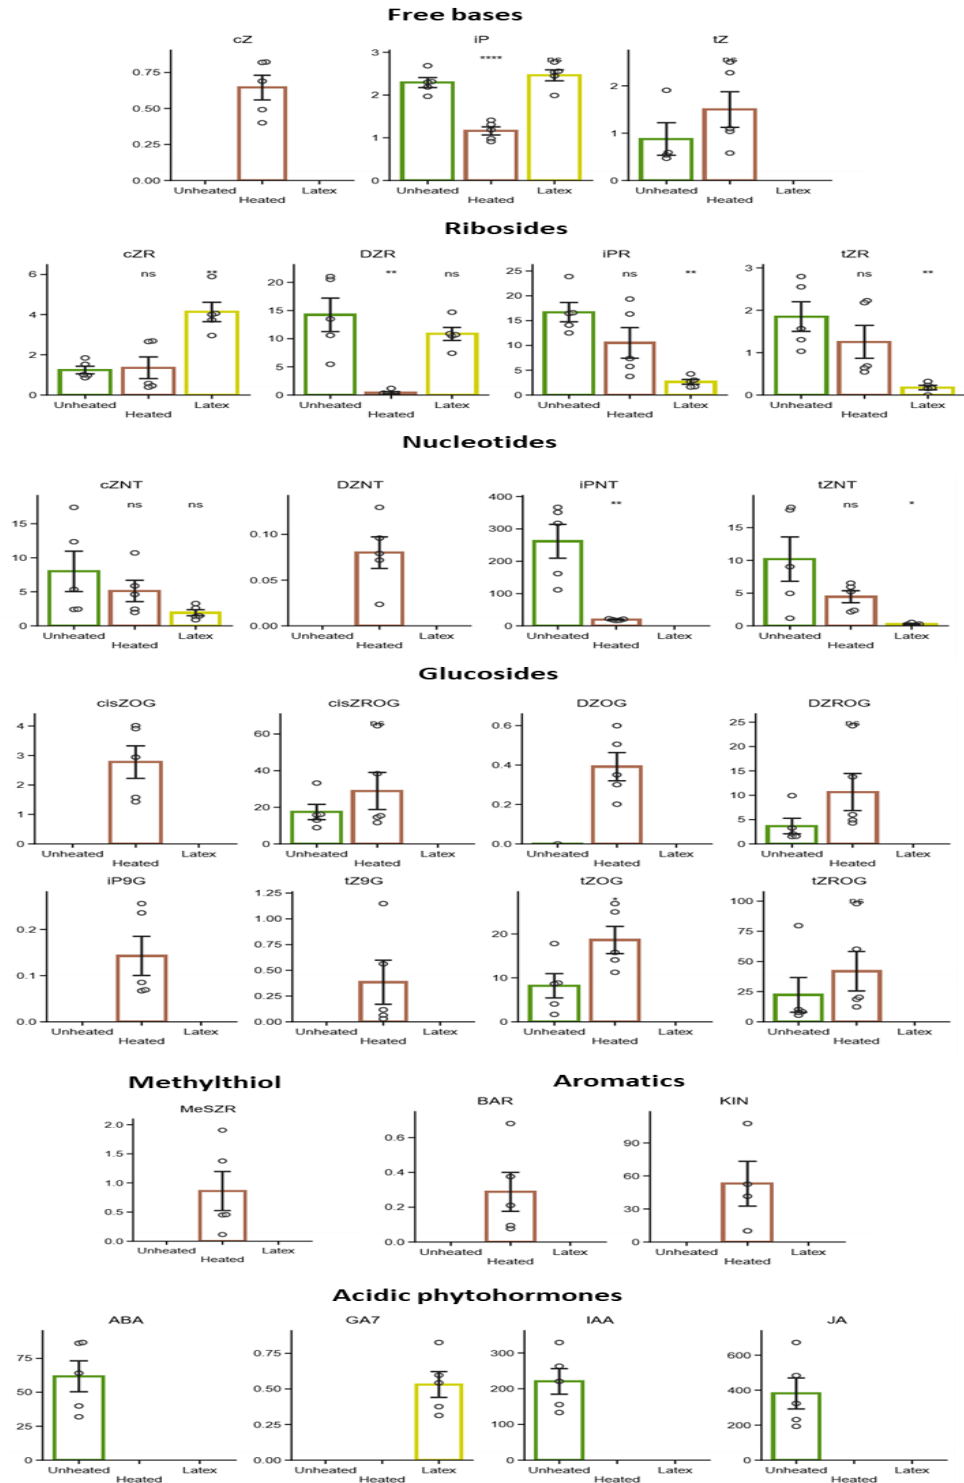 Free bases
cZ iP tZ
0.75
0.50
0.25
0.00
Unheated Heated Latex
3
2
1
0
**** ns
Unheated Heated Latex
2
1
0
ns
Unheated Heated Latex
Ribosides
cZR DZR iPR tZR
6
4
2
0
ns **
Unheated Heated Latex
20
15
10
5
0
** ns
Unheated Heated Latex
25
20
15
10
5
0
ns **
Unheated Heated Latex
3
2
1
0
ns **
Unheated Heated Latex
Nucleotides
cZNT DZNT iPNT tZNT
15
10
5
0
ns ns
Unheated Heated Latex
0.10
0.05
0.00
Unheated Heated Latex
400
300
200
100
0
**
Unheated Heated Latex
15
10
5
0
ns *
Unheated Heated Latex
Glucosides
cisZOG cisZROG DZOG DZROG
4
3
2
1
0
Unheated Heated Latex
60
40
20
0
ns
Unheated Heated Latex
0.6
0.4
0.2
0.0
Unheated Heated Latex
25
20
15
10
5
0
ns
Unheated Heated Latex
iP9G tZ9G tZOG tZROG
0.2
0.1
0.0
Unheated Heated Latex
1.25
1.00
0.75
0.50
0.25
0.00
Unheated Heated Latex
20
10
0
*
Unheated Heated Latex
100
75
50
25
0
ns
Unheated Heated Latex
Methylthiol Aromatics
MeSZR BAR KIN
2.0
1.5
1.0
0.5
0.0
Unheated Heated Latex
0.6
0.4
0.2
0.0
Unheated Heated Latex
90
60
30
0
Unheated Heated Latex
Acidic phytohormones
ABA GA7 IAA JA
75
50
25
0
Unheated Heated Latex
0.75
0.50
0.25
0.00
Unheated Heated Latex
300
200
100
0
Unheated Heated Latex
600
400
200
0
Unheated Heated Latex